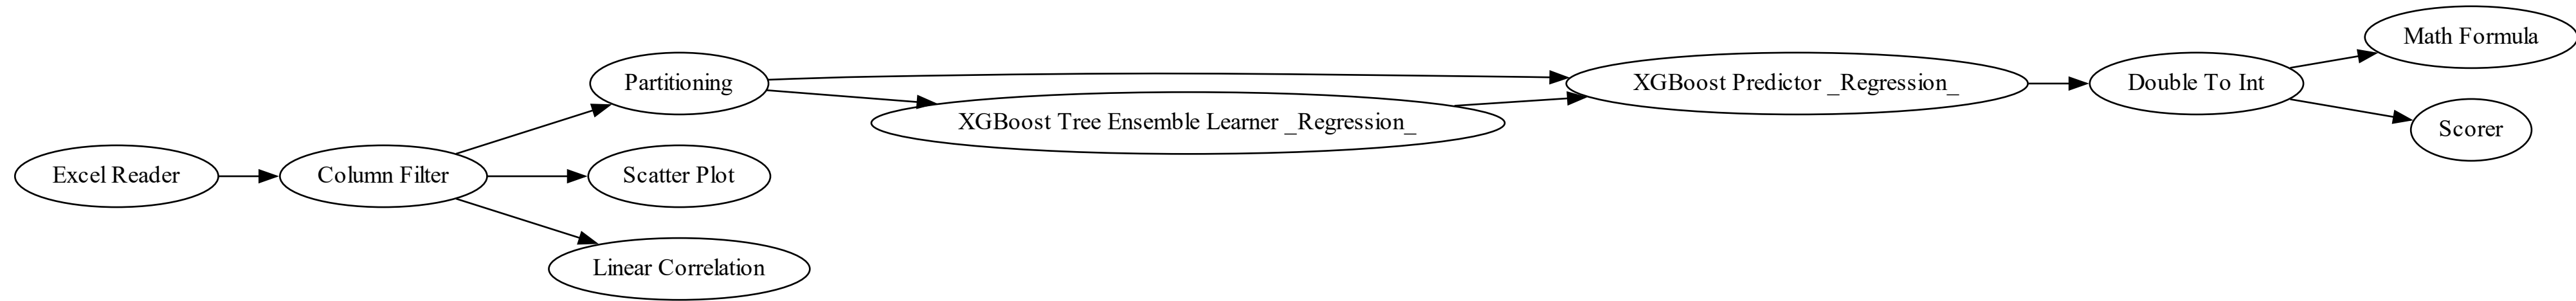 Excel Reader
Column Filter
Partitioning
Scatter Plot
Linear Correlation
XGBoost Tree Ensemble Learner _Regression_
XGBoost Predictor _Regression_
Double To Int
Math Formula
Scorer